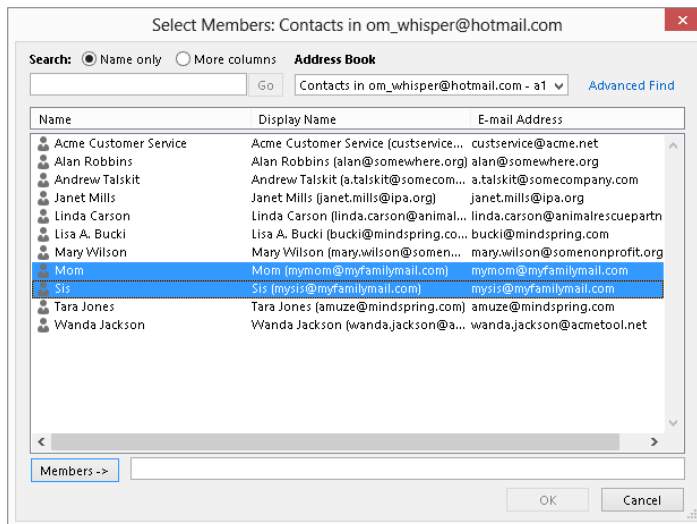 Select Members: Contacts in om_whisper@hotmail.com
Search: Name only More columns Address Book
Go Contacts in om_whisper@hotmail.com - a1 Advanced Find
Name Display Name E-mail Address
Acme Customer Service Acme Customer Service (custservice... custservice@acme.net
Alan Robbins Alan Robbins (alan@somewhere.org) alan@somewhere.org
Andrew Talskit Andrew Talskit (a.talskit@somecom... a.talskit@somecompany.com
Janet Mills Janet Mills (janet.mills@ipa.org) janet.mills@ipa.org
Linda Carson Linda Carson (linda.carson@animal... linda.carson@animalrescuepartn
Lisa A. Bucki Lisa A. Bucki (bucki@mindspring.co... bucki@mindspring.com
Mary Wilson Mary Wilson (mary.wilson@somen... mary.wilson@somenonprofit.org
Mom Mom (mymom@myfamilymail.com) mymom@myfamilymail.com
Sis Sis (mysis@myfamilymail.com) mysis@myfamilymail.com
Tara Jones Tara Jones (amuze@mindspring.com) amuze@mindspring.com
Wanda Jackson Wanda Jackson (wanda.jackson@a... wanda.jackson@acmetool.net
Members ->
OK Cancel